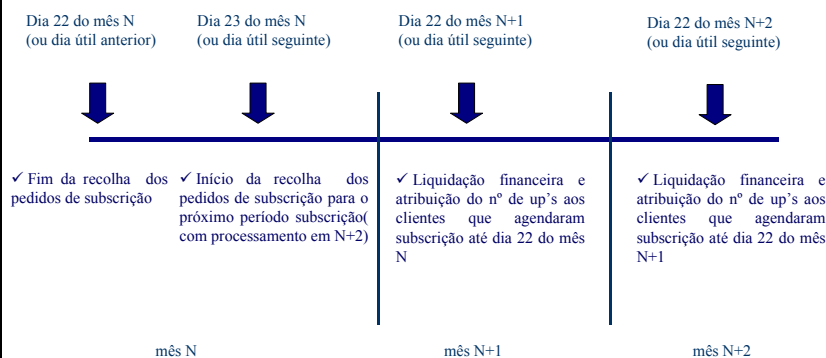 Dia 22 do mês N
(ou dia útil anterior)
Dia 23 do mês N
(ou dia útil seguinte)
Dia 22 do mês N+1
(ou dia útil seguinte)
Dia 22 do mês N+2
(ou dia útil seguinte)
✓ Fim da recolha dos
pedidos de subscrição
✓ Início da recolha dos
pedidos de subscrição para o
próximo período subscrição(
com processamento em N+2)
✓ Liquidação financeira e
atribuição do nº de up's aos
clientes que agendaram
subscrição até dia 22 do mês
N
✓ Liquidação financeira e
atribuição do nº de up's aos
clientes que agendaram
subscrição até dia 22 do mês
N+1
mês N
mês N+1
mês N+2